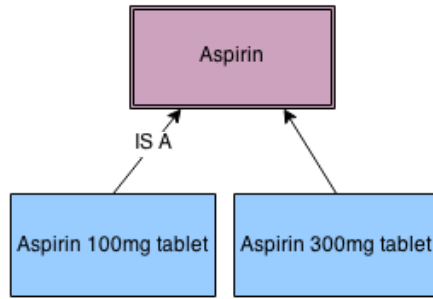 Aspirin
IS A
Aspirin 100mg tablet
Aspirin 300mg tablet